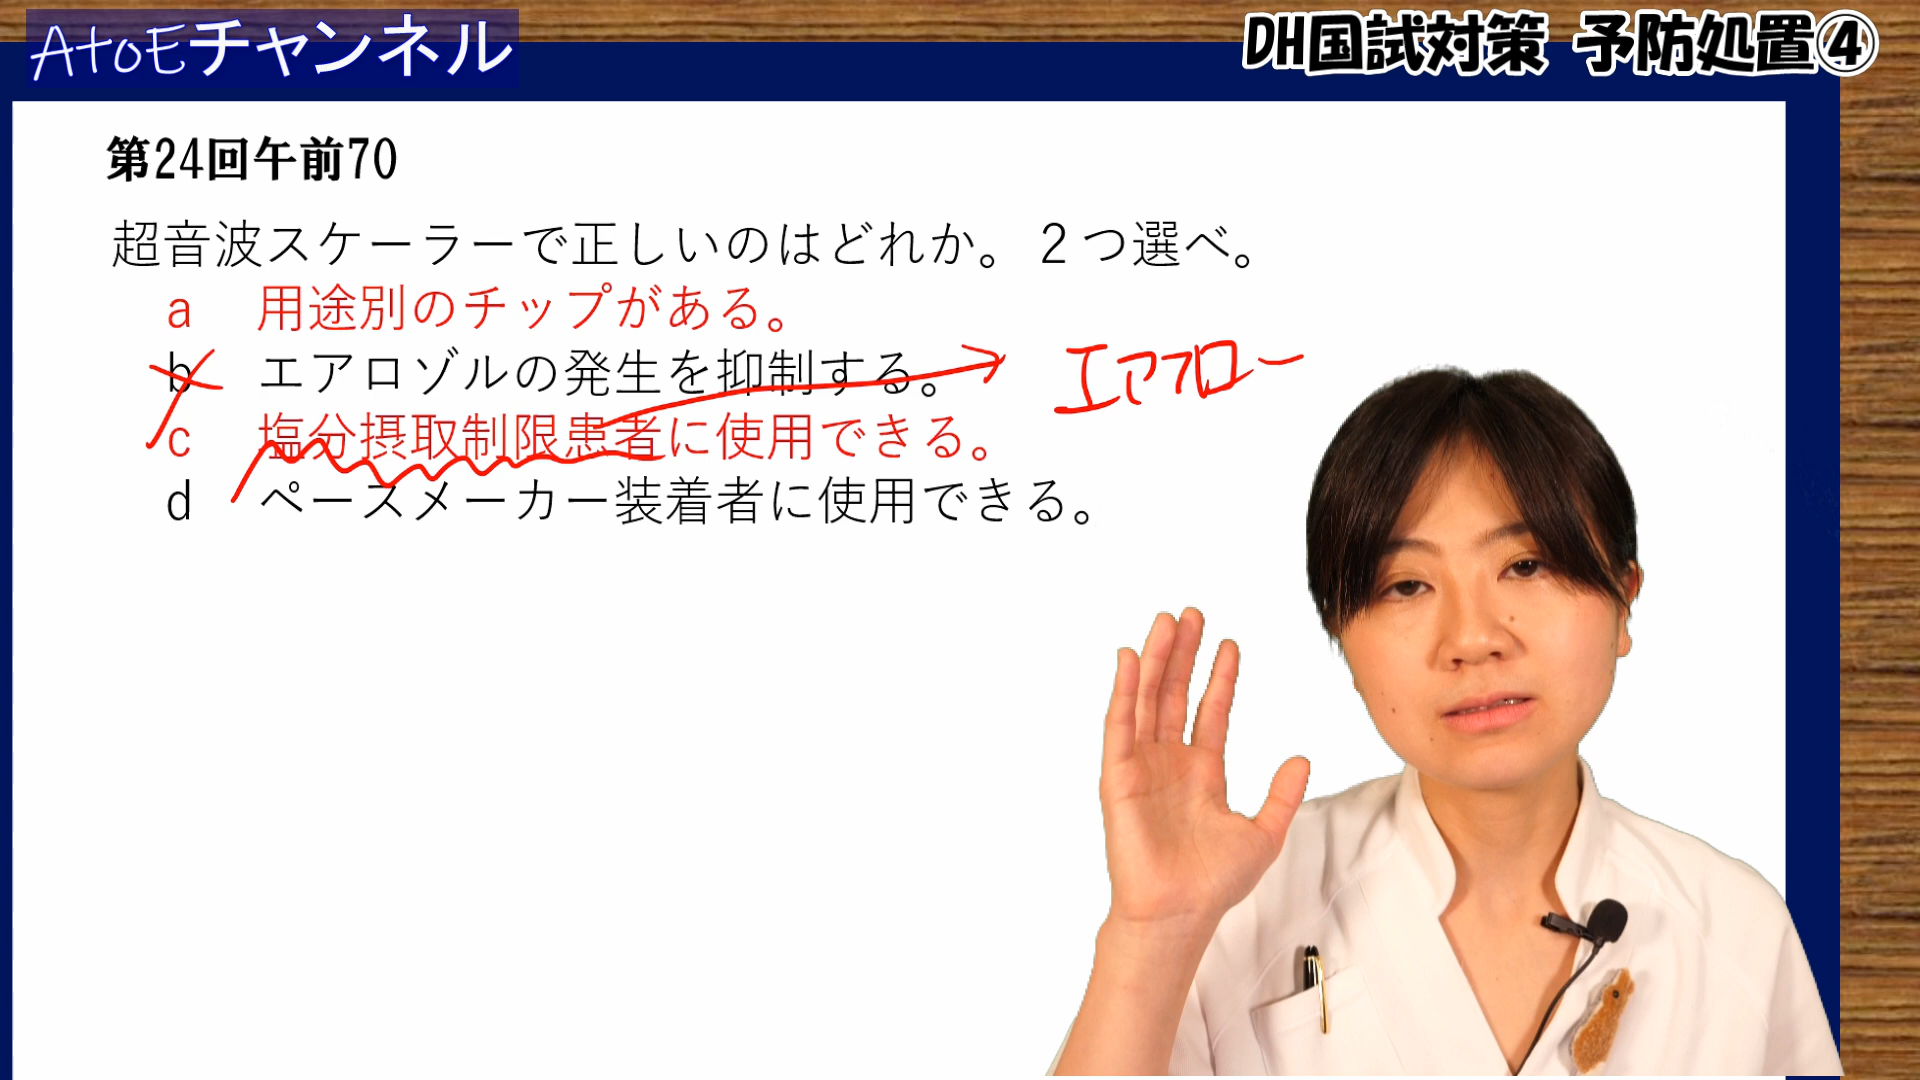 AtoEチャンネル
DH国試対策 予防処置④
第24回午前70
超音波スケーラーで正しいのはどれか。２つ選べ。
a 用途別のチップがある。
b エアロゾルの発生を抑制する。
エアフロー
c 塩分摂取制限患者に使用できる。
d ペースメーカー装着者に使用できる。